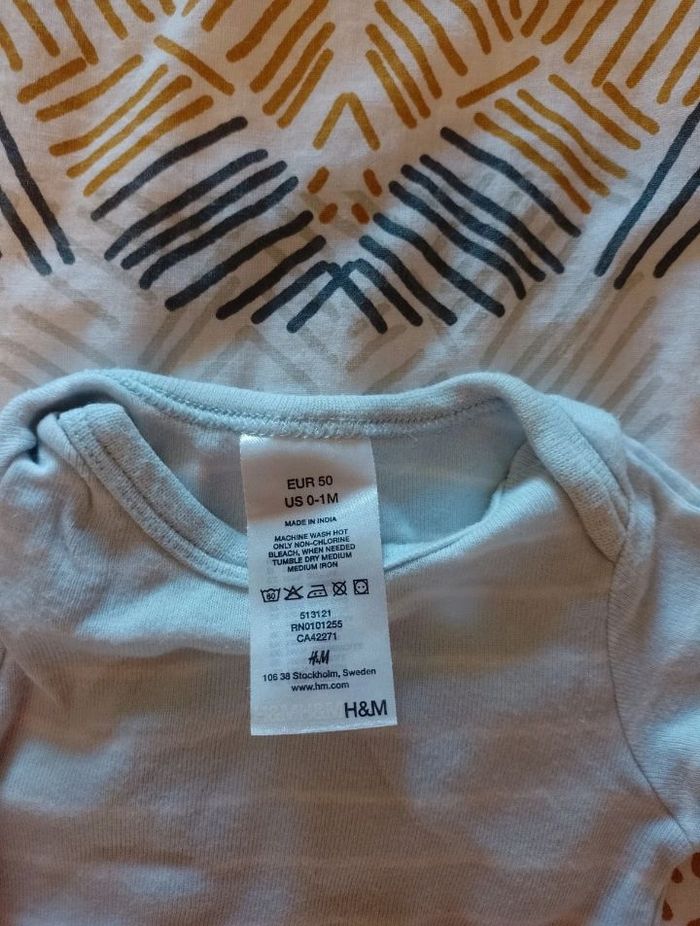 EUR 50
US 0-1M
MADE IN INDIA
MACHINE WASH HOT
ONLY NON-CHLORINE
BLEACH, WHEN NEEDED
TUMBLE DRY MEDIUM
MEDIUM IRON
60
513121
RN0101255
CA42271
H&M
106 38 Stockholm, Sweden
www.hm.com
H&M